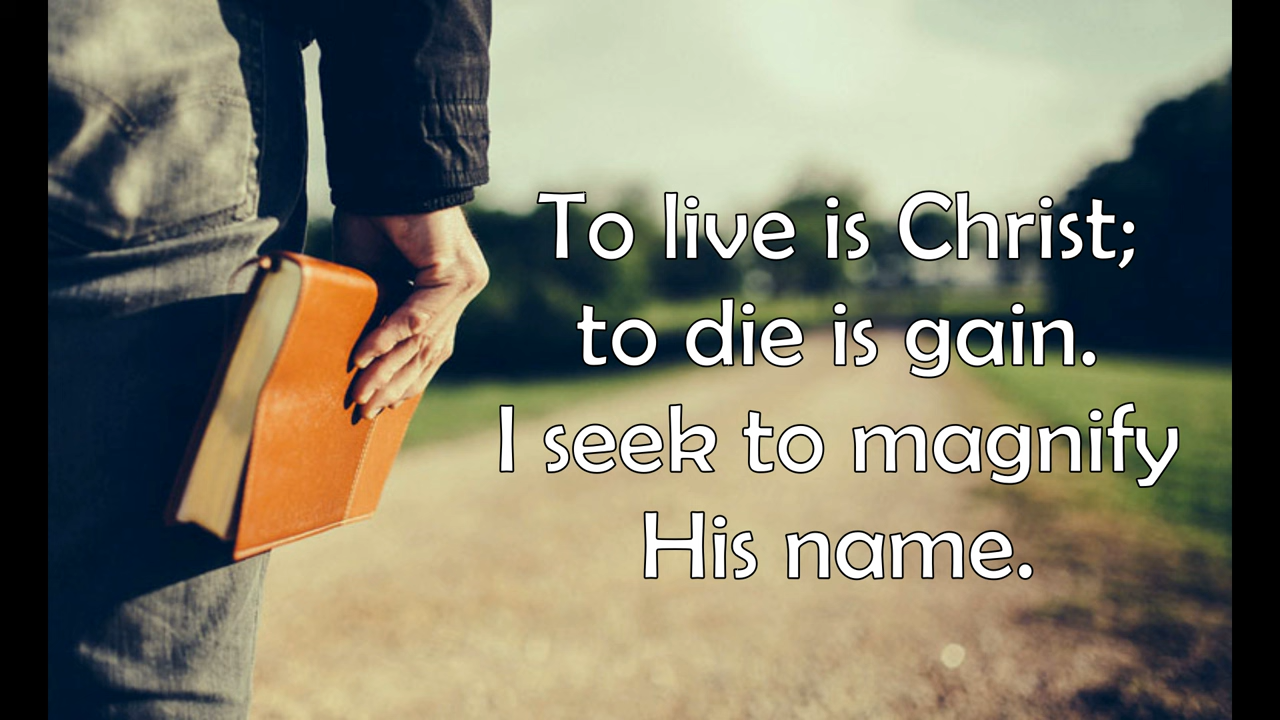 To live is Christ;
to die is gain.
I seek to magnify
His name.